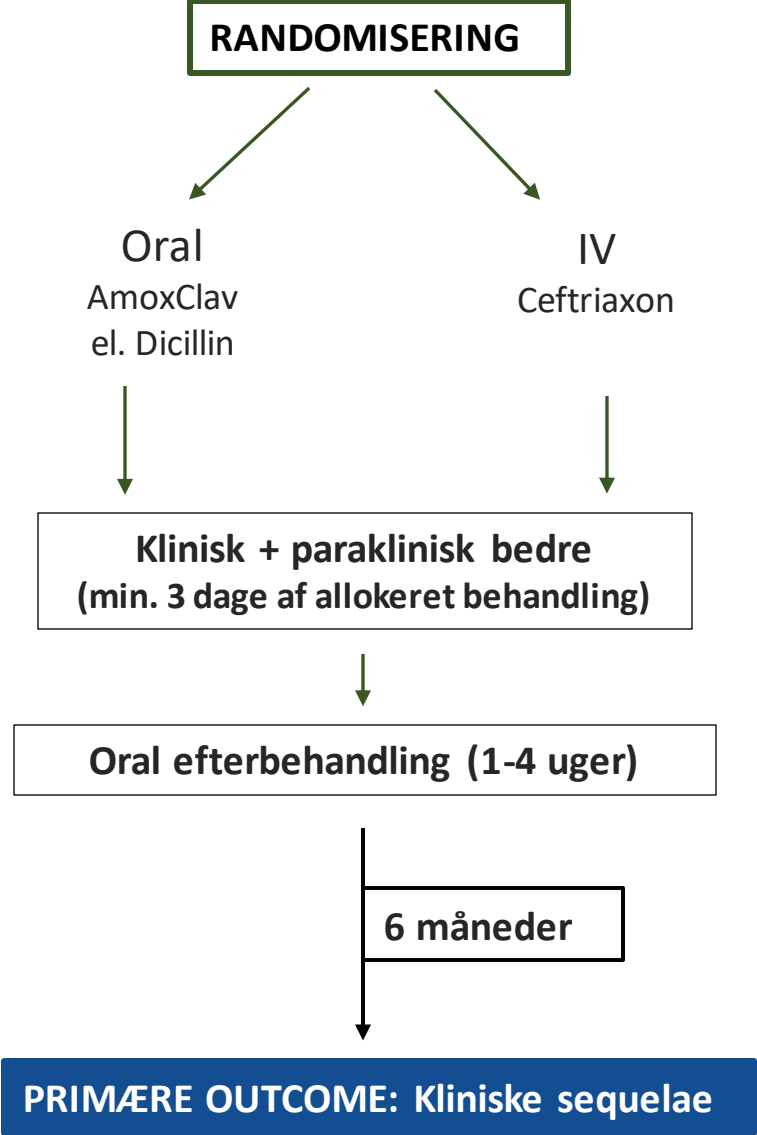 RANDOMISERING
Oral
AmoxClav
el. Dicillin
IV
Ceftriaxon
Klinisk + paraklinisk bedre
(min. 3 dage af allokeret behandling)
Oral efterbehandling (1-4 uger)
6 måneder
PRIMÆRE OUTCOME: Kliniske sequelae